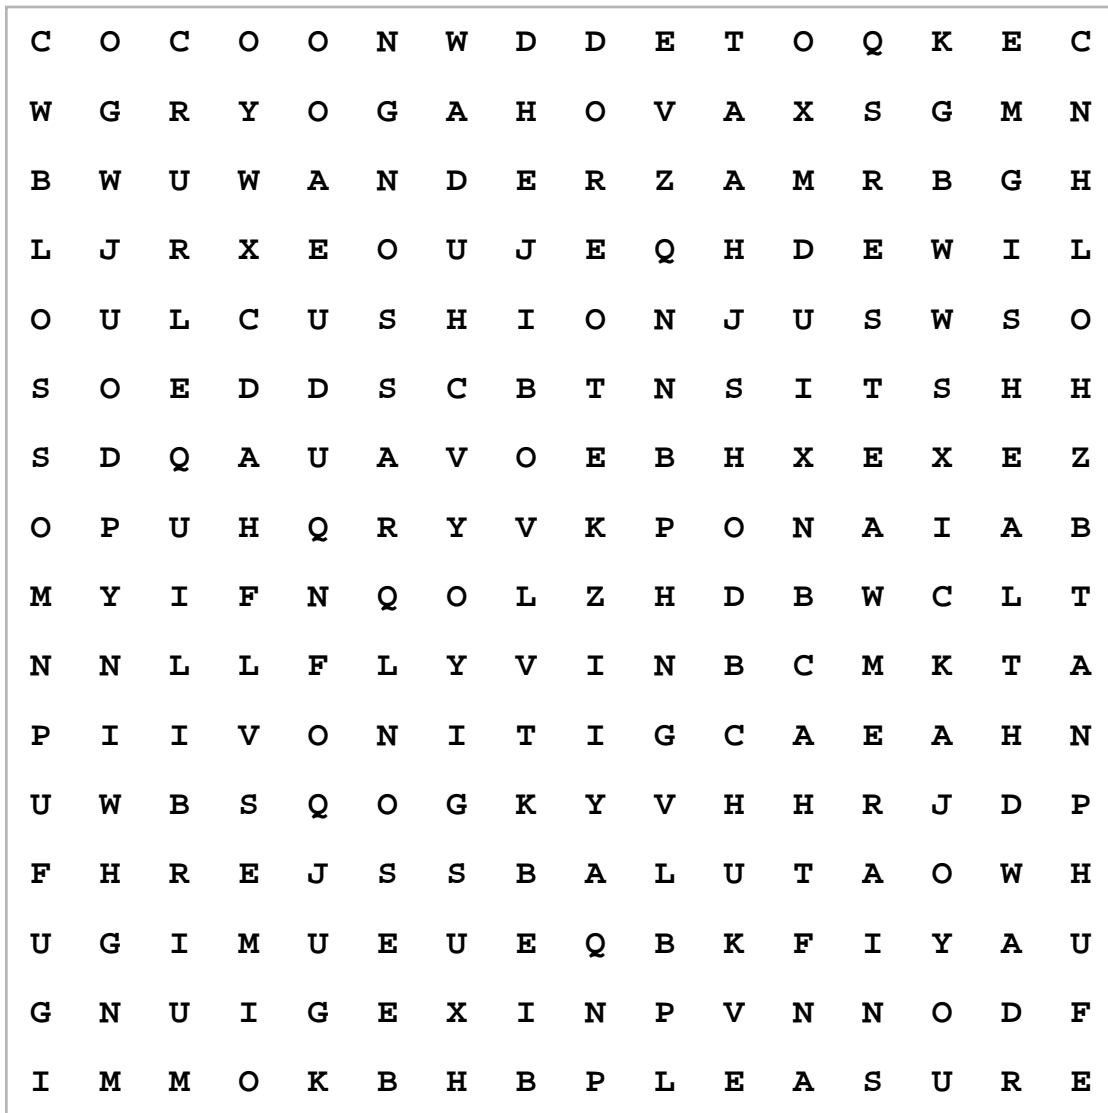 C O C O O N W D D E T O Q K E C
W G R Y O G A H O V A X S G M N
B W U W A N D E R Z A M R B G H
L J R X E O U J E Q H D E W I L
O U L C U S H I O N J U S W S O
S O E D D S C B T N S I T S H H
S D Q A U A V O E B H X E X E Z
O P U H Q R Y V K P O N A I A B
M Y I F N Q O L Z H D B W C L T
N N L L F L Y V I N B C M K T A
P I I V O N I T I G C A E A H N
U W B S Q O G K Y V H H R J D P
F H R E J S S B A L U T A O W H
U G I M U E U E Q B K F I Y A U
G N U I G E X I N P V N N O D F
I M M O K B H B P L E A S U R E